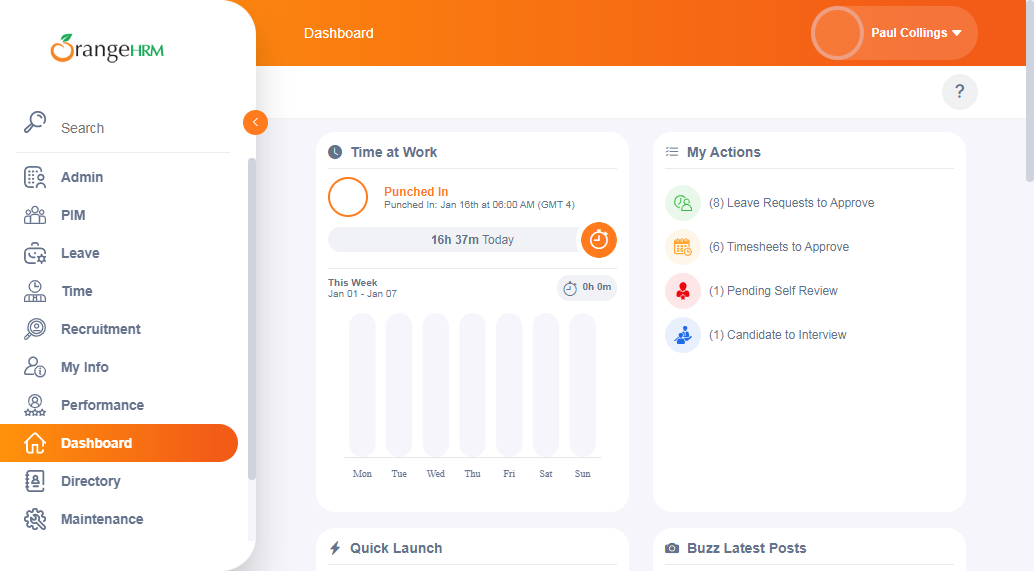 OrangeHRM
Search
Admin
PIM
Leave
Time
Recruitment
My Info
Performance
Dashboard
Directory
Maintenance
Dashboard
Paul Collings
?
Time at Work
Punched In
Punched In: Jan 16th at 06:00 AM (GMT 4)
16h 37m Today
This Week
Jan 01 - Jan 07
0h 0m
Mon Tue Wed Thu Fri Sat Sun
My Actions
(8) Leave Requests to Approve
(6) Timesheets to Approve
(1) Pending Self Review
(1) Candidate to Interview
Quick Launch
Buzz Latest Posts